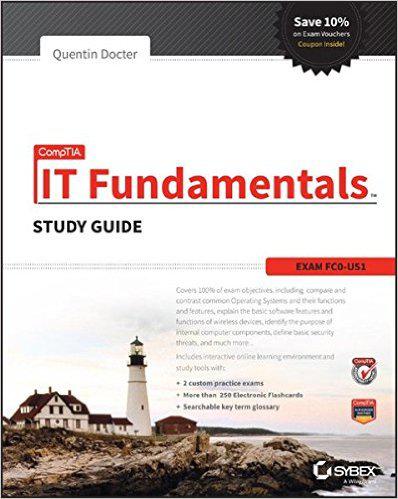 Save 10%
on Exam Vouchers
Coupon Inside!
Quentin Docter
CompTIA
IT Fundamentals™
STUDY GUIDE
EXAM FC0-U51
Covers 100% of exam objectives, including, compare and
contrast common Operating Systems and their functions
and features, explain the basic software features and
functions of wireless devices, identify the purpose of
internal computer components, define basic security
threats, and much more...
Includes interactive online learning environment and
study tools with:
+ 2 custom practice exams
+ More than 250 Electronic Flashcards
+ Searchable key term glossary
CompTIA
CompTIA
SYBEX
A Wiley Brand